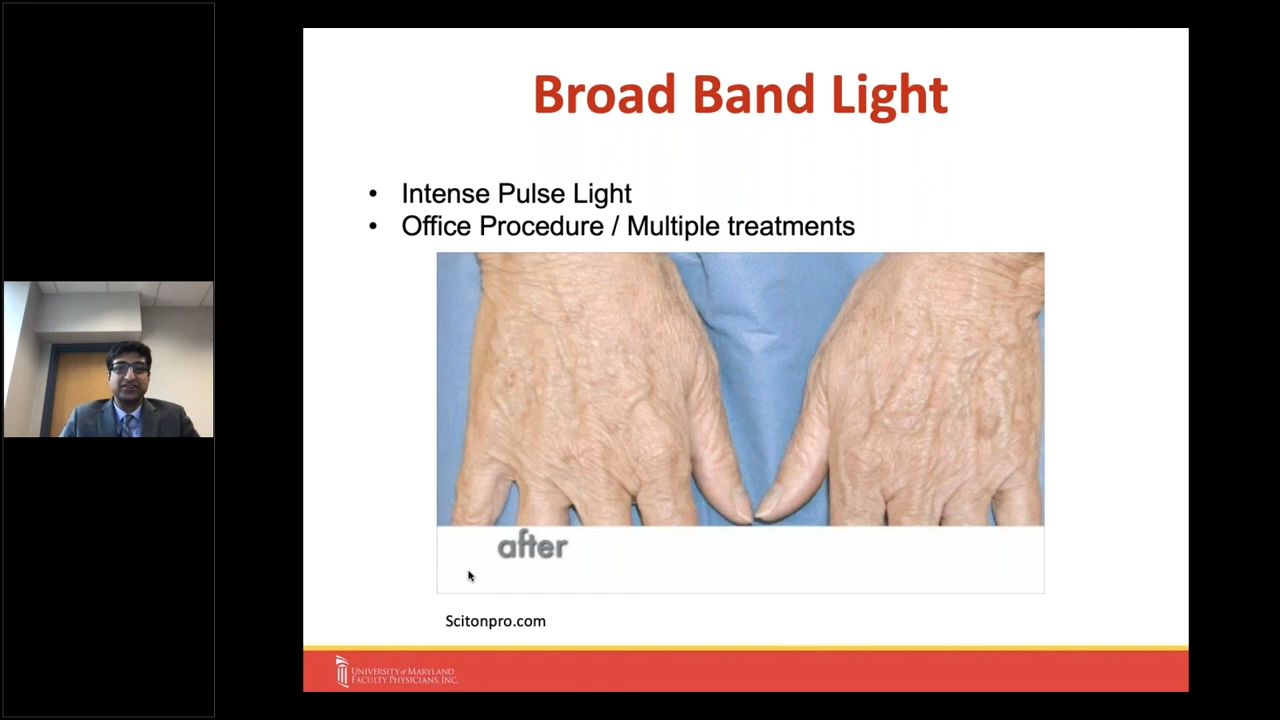 Broad Band Light
• Intense Pulse Light
• Office Procedure / Multiple treatments
after
Scitonpro.com
UNIVERSITY of MARYLAND
FACULTY PHYSICIANS, INC.